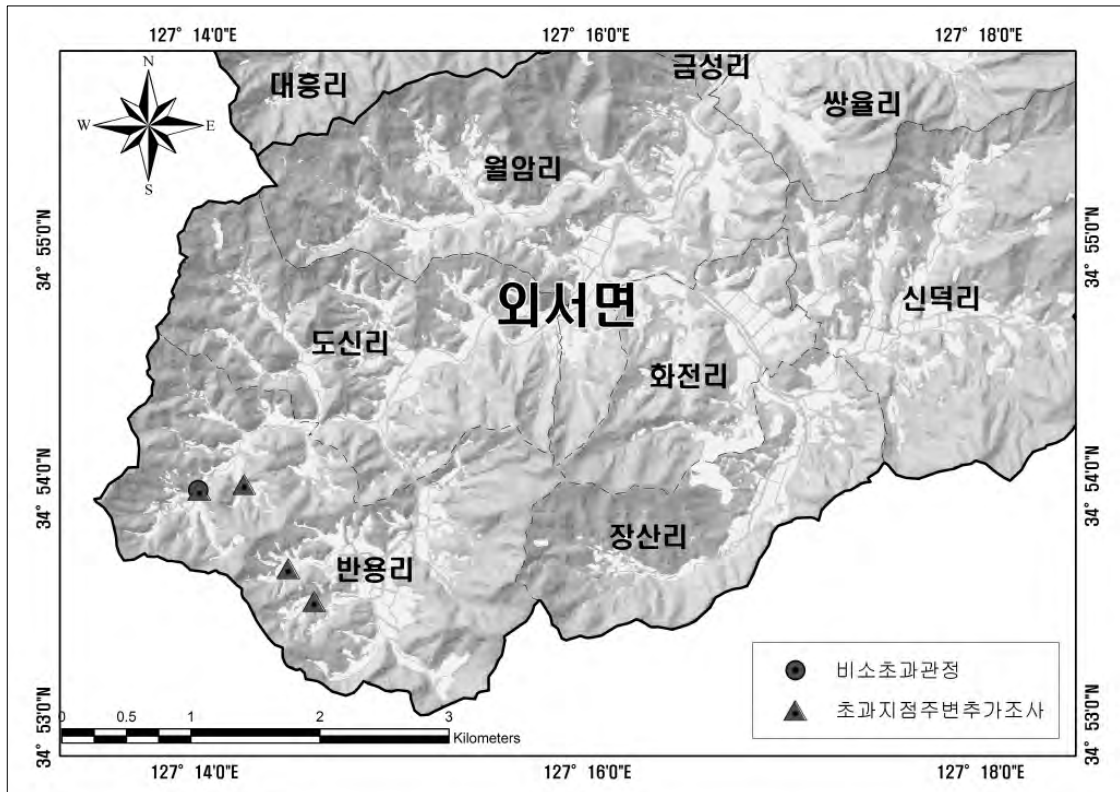 127° 14'0"E
127° 16'0"E
127° 18'0"E
대흥리
금성리
쌍율리
N
W
E
S
월암리
34° 55'0"N
34° 55'0"N
외서면
신덕리
도신리
화전리
34° 54'0"N
34° 54'0"N
장산리
반용리
비소초과관정
초과지점주변추가조사
34° 53'0"N
34° 53'0"N
0 0.5 1 2 3
Kilometers
127° 14'0"E
127° 16'0"E
127° 18'0"E